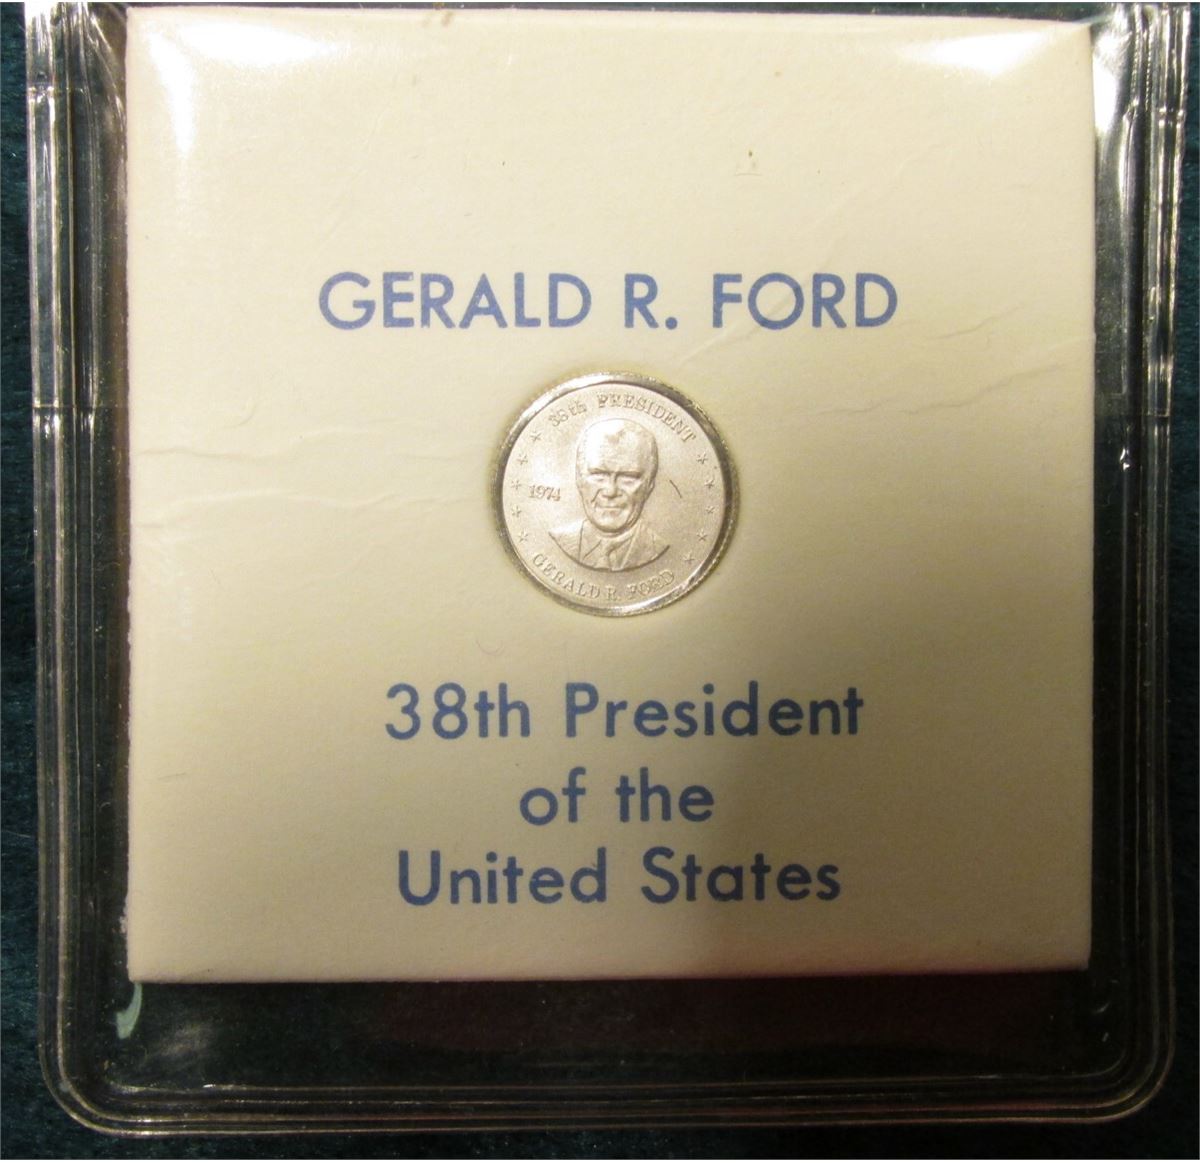 GERALD R. FORD
38th PRESIDENT
1974
GERALD R. FORD
38th President
of the
United States